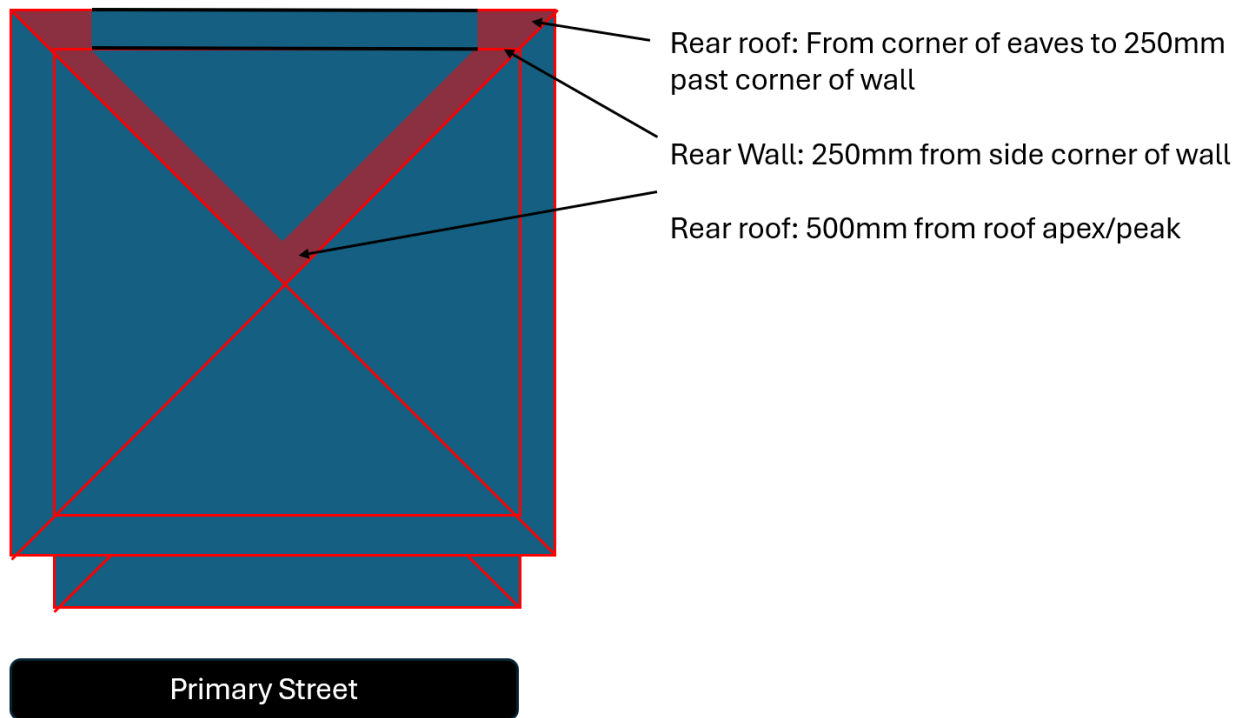 Rear roof: From corner of eaves to 250mm
past corner of wall
Rear Wall: 250mm from side corner of wall
Rear roof: 500mm from roof apex/peak
Primary Street